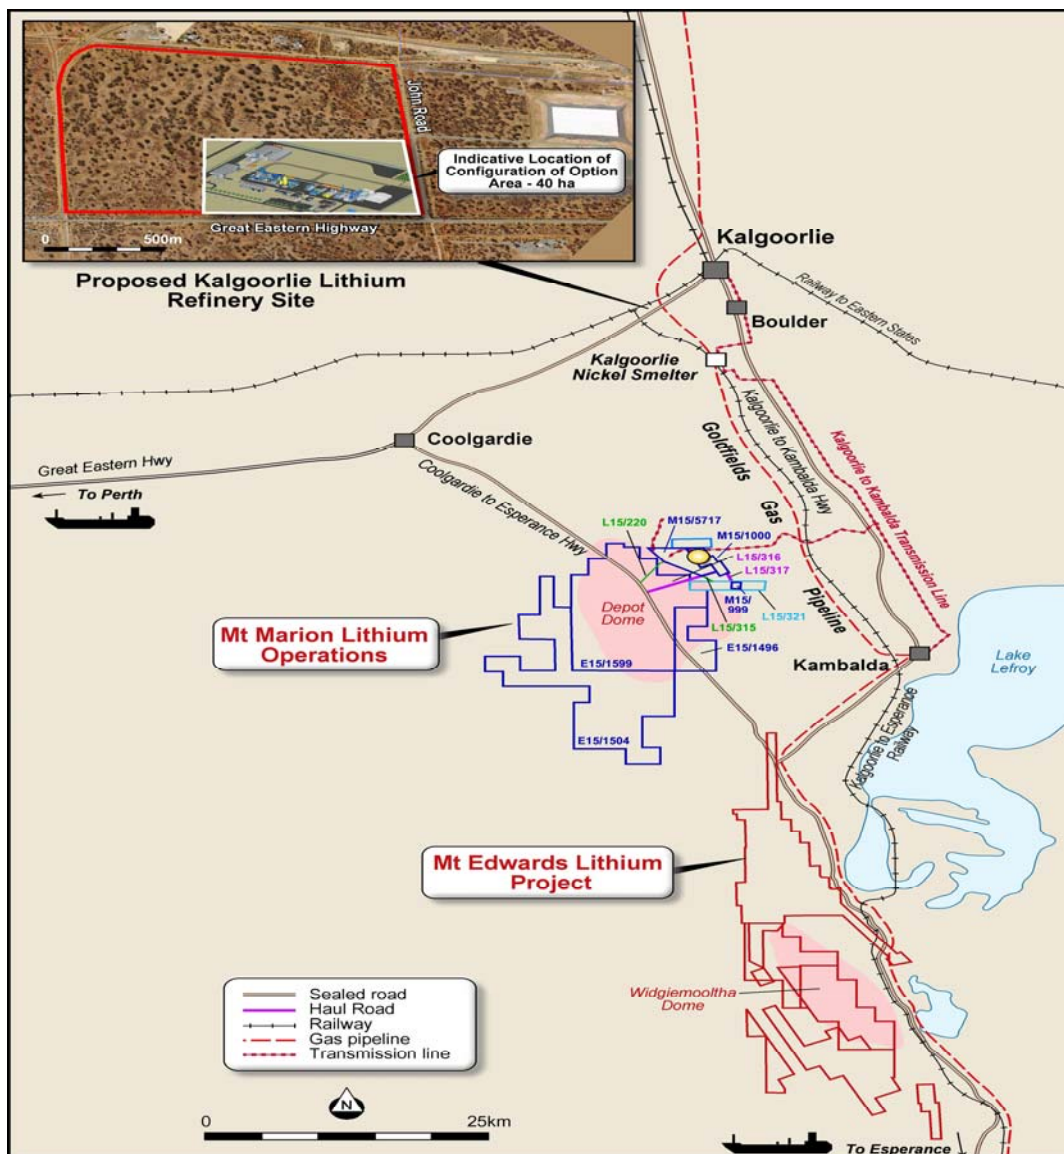 John Road
Indicative Location of
Configuration of Option
Area - 40 ha
Great Eastern Highway
0 500m
Proposed Kalgoorlie Lithium
Refinery Site
Kalgoorlie
Railway to Eastern States
Boulder
Kalgoorlie
Nickel Smelter
Coolgardie
Great Eastern Hwy
To Perth
Coolgardie to Esperance Hwy
Goldfields
Gas
Pipeline
Kalgoorlie to Kambalda Hwy
Kalgoorlie to Kambalda Transmission Line
L15/220
M15/5717
M15/1000
L15/316
L15/317
M15/
999
L15/321
L15/315
Depot
Dome
E15/1496
E15/1599
E15/1504
Mt Marion Lithium
Operations
Kambalda
Lake
Lefroy
Kalgoorlie to Esperance
Railway
Mt Edwards Lithium
Project
Widgiemooltha
Dome
Sealed road
Haul Road
Railway
Gas pipeline
Transmission line
N
0 25km
To Esperance